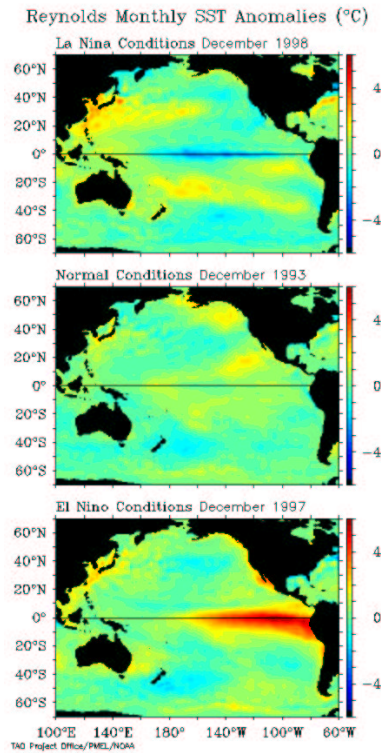 Reynolds Monthly SST Anomalies (°C)
La Nina Conditions December 1998
60°N
40°N
20°N
0°
20°S
40°S
60°S
4
0
−4
Normal Conditions December 1993
60°N
40°N
20°N
0°
20°S
40°S
60°S
4
0
−4
El Nino Conditions December 1997
60°N
40°N
20°N
0°
20°S
40°S
60°S
4
0
−4
100°E 140°E 180° 140°W 100°W 60°W
TAO Project Office/PMEL/NOAA